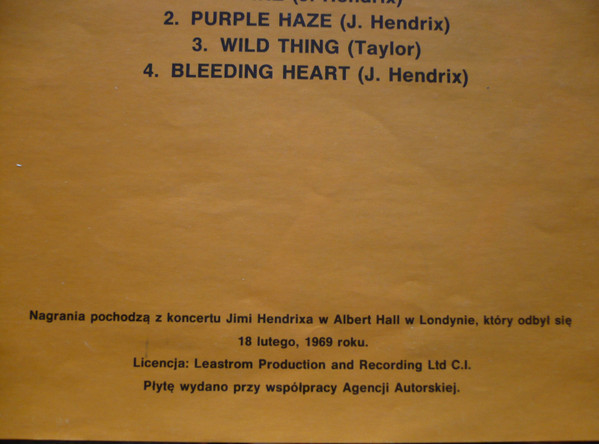 (J. Hendrix)
2. PURPLE HAZE (J. Hendrix)
3. WILD THING (Taylor)
4. BLEEDING HEART (J. Hendrix)
Nagrania pochodzą z koncertu Jimi Hendrixa w Albert Hall w Londynie, który odbył się
18 lutego, 1969 roku.
Licencja: Leastrom Production and Recording Ltd C.I.
Płytę wydano przy współpracy Agencji Autorskiej.